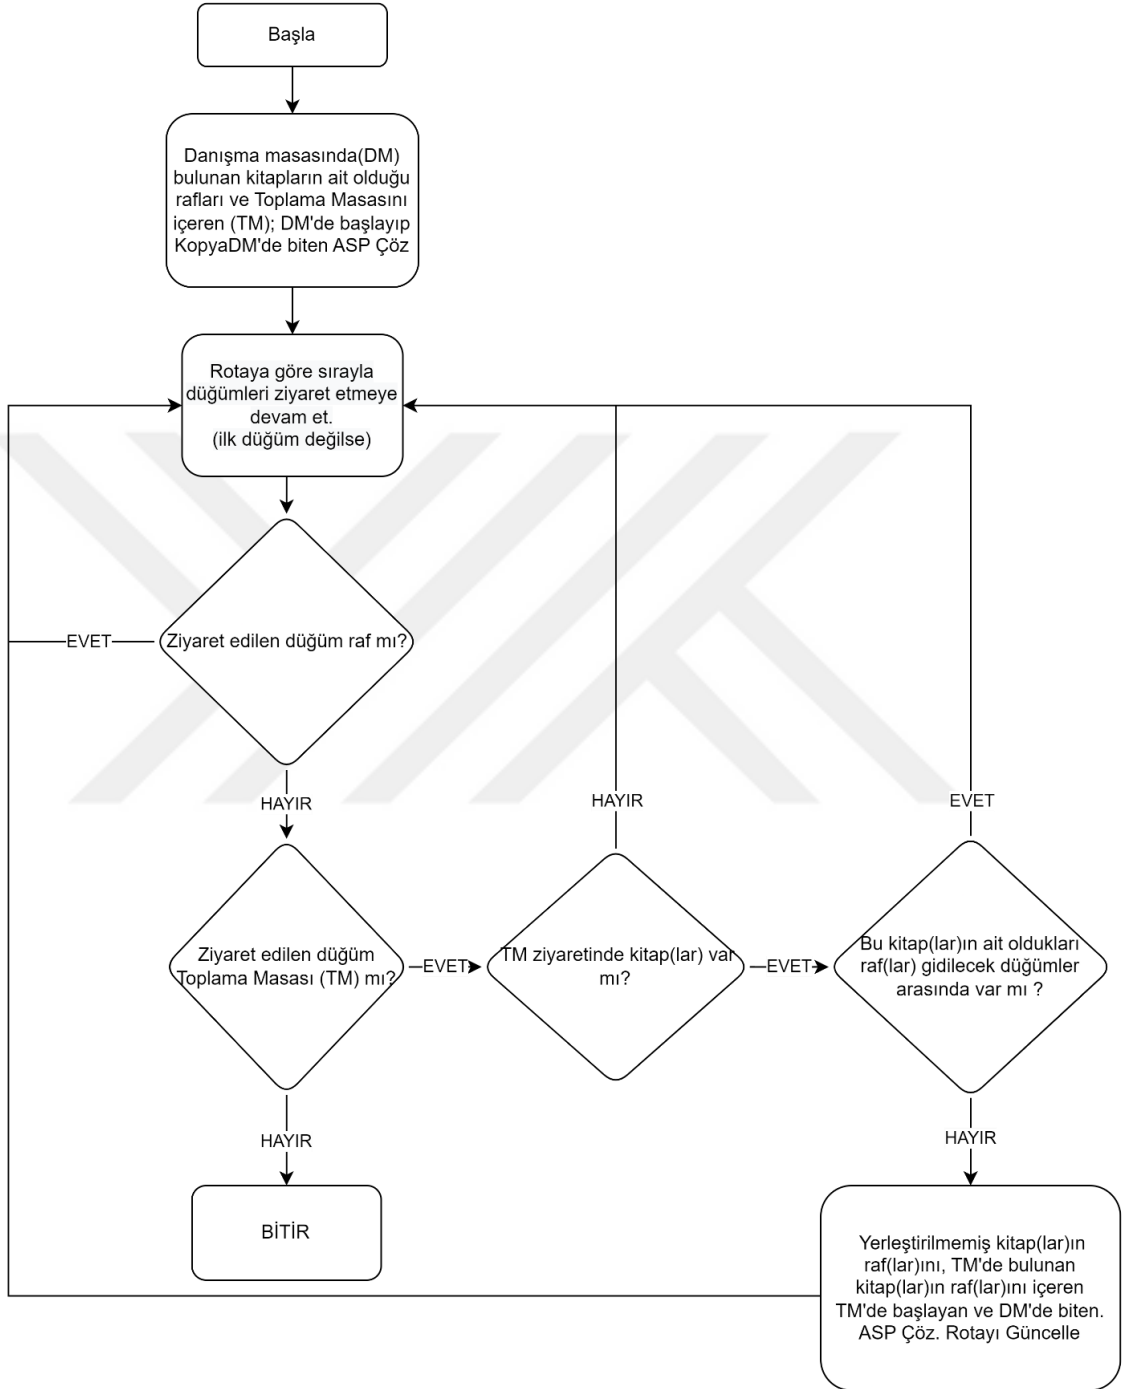 Başla
Danışma masasında(DM)
bulunan kitapların ait olduğu
rafları ve Toplama Masasını
içeren (TM); DM'de başlayıp
KopyaDM'de biten ASP Çöz
Rotaya göre sırayla
düğümleri ziyaret etmeye
devam et.
(ilk düğüm değilse)
Ziyaret edilen düğüm raf mı?
EVET
HAYIR
HAYIR
EVET
Ziyaret edilen düğüm
Toplama Masası (TM) mı?
EVET
TM ziyaretinde kitap(lar) var
mı?
EVET
Bu kitap(lar)ın ait oldukları
raf(lar) gidilecek düğümler
arasında var mı ?
HAYIR
HAYIR
BİTİR
Yerleştirilmemiş kitap(lar)ın
raf(lar)ını, TM'de bulunan
kitap(lar)ın raf(lar)ını içeren
TM'de başlayan ve DM'de biten.
ASP Çöz. Rotayı Güncelle